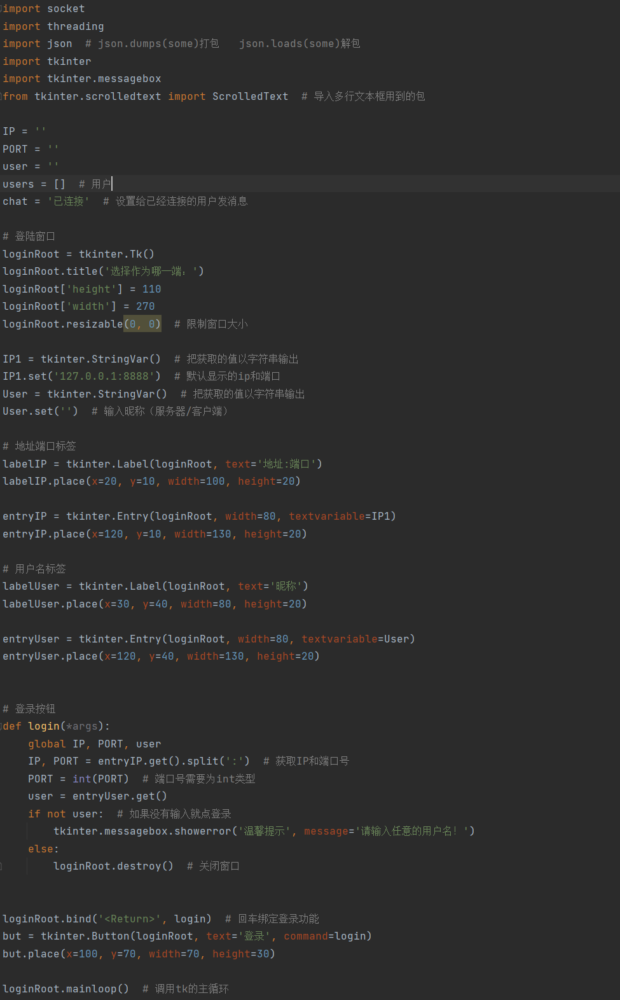 import socket
import threading
import json  # json.dumps(some)打包   json.loads(some)解包
import tkinter
import tkinter.messagebox
from tkinter.scrolledtext import ScrolledText  # 导入多行文本框用到的包
IP = ''
PORT = ''
user = ''
users = []  # 用户
chat = '已连接'  # 设置给已经连接的用户发消息
# 登陆窗口
loginRoot = tkinter.Tk()
loginRoot.title('选择作为哪一端：')
loginRoot['height'] = 110
loginRoot['width'] = 270
loginRoot.resizable(0, 0)  # 限制窗口大小
IP1 = tkinter.StringVar()  # 把获取的值以字符串输出
IP1.set('127.0.0.1:8888')  # 默认显示的ip和端口
User = tkinter.StringVar()  # 把获取的值以字符串输出
User.set('')  # 输入昵称（服务器/客户端）
# 地址端口标签
labelIP = tkinter.Label(loginRoot, text='地址:端口')
labelIP.place(x=20, y=10, width=100, height=20)
entryIP = tkinter.Entry(loginRoot, width=80, textvariable=IP1)
entryIP.place(x=120, y=10, width=130, height=20)
# 用户名标签
labelUser = tkinter.Label(loginRoot, text='昵称')
labelUser.place(x=30, y=40, width=80, height=20)
entryUser = tkinter.Entry(loginRoot, width=80, textvariable=User)
entryUser.place(x=120, y=40, width=130, height=20)
# 登录按钮
def login(*args):
    global IP, PORT, user
    IP, PORT = entryIP.get().split(':')  # 获取IP和端口号
    PORT = int(PORT)  # 端口号需要为int类型
    user = entryUser.get()
    if not user:  # 如果没有输入就点登录
        tkinter.messagebox.showerror('温馨提示', message='请输入任意的用户名！')
    else:
        loginRoot.destroy()  # 关闭窗口
loginRoot.bind('<Return>', login)  # 回车绑定登录功能
but = tkinter.Button(loginRoot, text='登录', command=login)
but.place(x=100, y=70, width=70, height=30)
loginRoot.mainloop()  # 调用tk的主循环